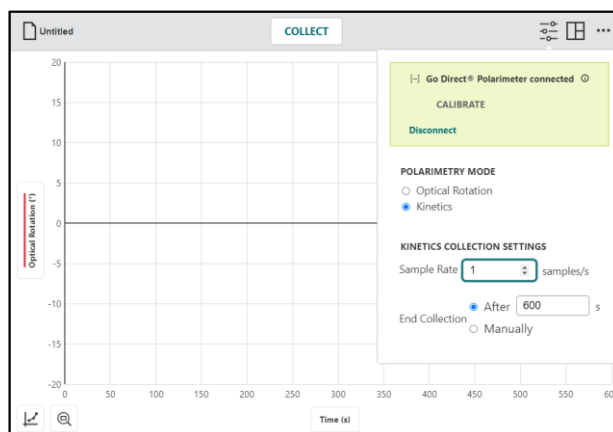 Untitled
COLLECT
[-] Go Direct® Polarimeter connected
CALIBRATE
Disconnect
POLARIMETRY MODE
Optical Rotation
Kinetics
KINETICS COLLECTION SETTINGS
Sample Rate 1 samples/s
End Collection
After 600 s
Manually
Optical Rotation (°)
20
15
10
5
0
-5
-10
-15
-20
0 50 100 150 200 250 300 350 400 450 500 550 600
Time (s)